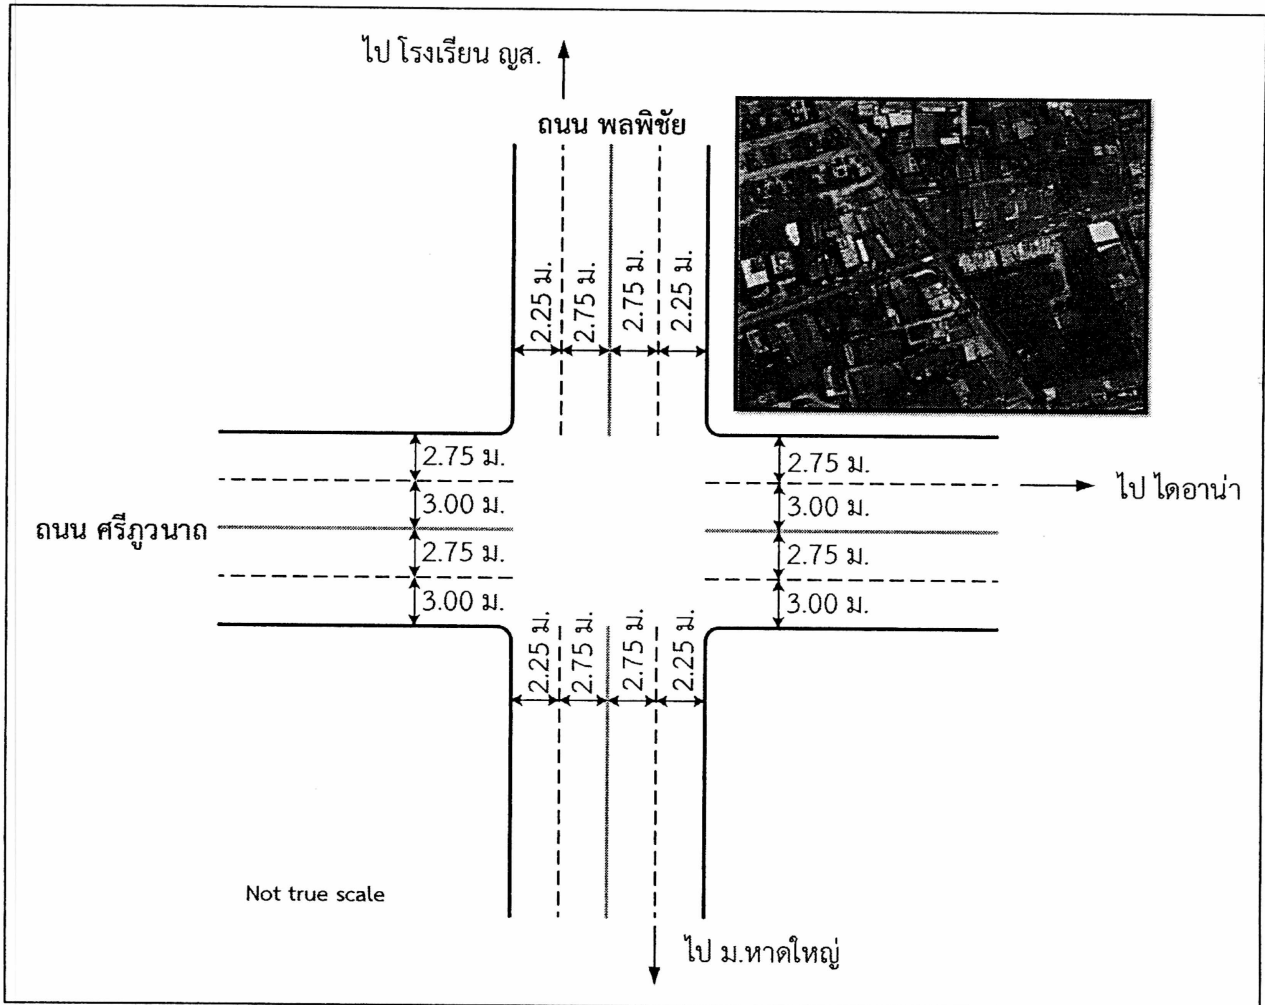 ไป โรงเรียน ญส.
ถนน พลพิชัย
2.25 ม.
2.75 ม.
2.75 ม.
2.25 ม.
2.75 ม.
3.00 ม.
2.75 ม.
3.00 ม.
ถนน ศรีภูวนาถ
2.75 ม.
3.00 ม.
2.75 ม.
3.00 ม.
ไป ไดอาน่า
2.25 ม.
2.75 ม.
2.75 ม.
2.25 ม.
Not true scale
ไป ม.หาดใหญ่